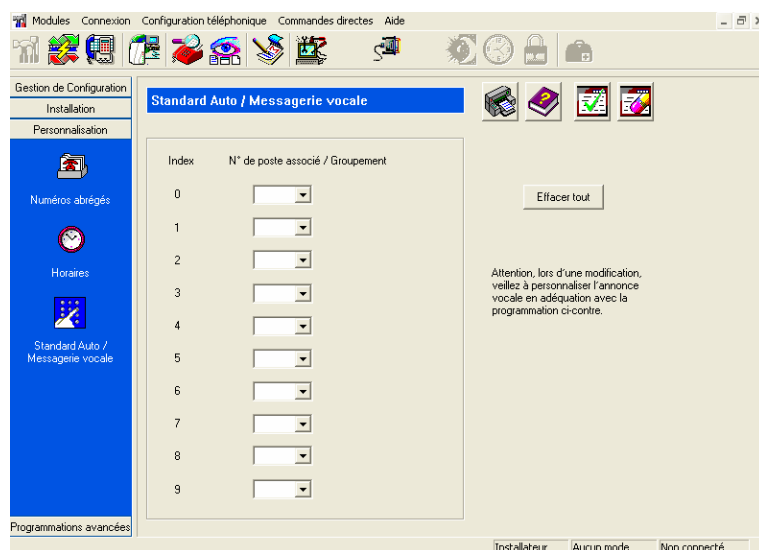 Modules Connexion Configuration téléphonique Commandes directes Aide
Gestion de Configuration
Installation
Personnalisation
Numéros abrégés
Horaires
Standard Auto /
Messagerie vocale
Programmations avancées
Standard Auto / Messagerie vocale
Index N° de poste associé / Groupement
0
1
2
3
4
5
6
7
8
9
Effacer tout
Attention, lors d'une modification,
veillez à personnaliser l'annonce
vocale en adéquation avec la
programmation ci-contre.
Installateur Aucun mode Non connecté